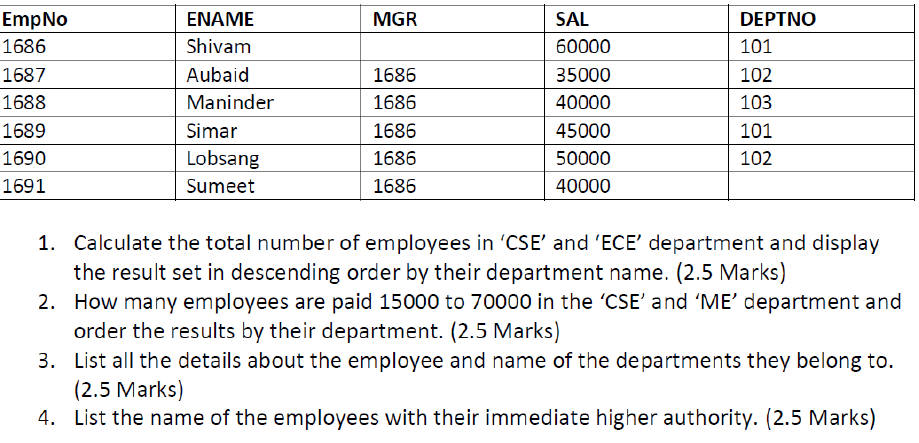 EmpNo ENAME MGR SAL DEPTNO
1686 Shivam 60000 101
1687 Aubaid 1686 35000 102
1688 Maninder 1686 40000 103
1689 Simar 1686 45000 101
1690 Lobsang 1686 50000 102
1691 Sumeet 1686 40000
1. Calculate the total number of employees in ‘CSE’ and ‘ECE’ department and display
the result set in descending order by their department name. (2.5 Marks)
2. How many employees are paid 15000 to 70000 in the ‘CSE’ and ‘ME’ department and
order the results by their department. (2.5 Marks)
3. List all the details about the employee and name of the departments they belong to.
(2.5 Marks)
4. List the name of the employees with their immediate higher authority. (2.5 Marks)